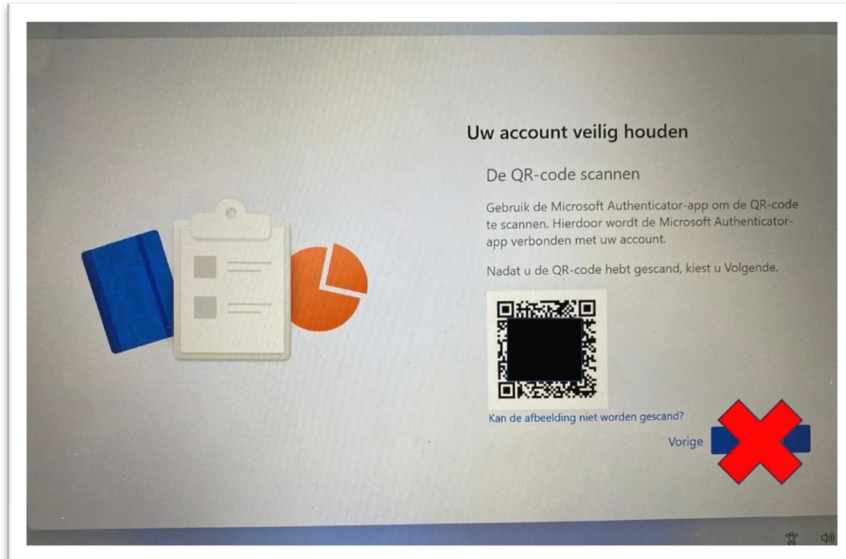 Uw account veilig houden
De QR-code scannen
Gebruik de Microsoft Authenticator-app om de QR-code
te scannen. Hierdoor wordt de Microsoft Authenticator-
app verbonden met uw account.
Nadat u de QR-code hebt gescand, kiest u Volgende.
Kan de afbeelding niet worden gescand?
Vorige